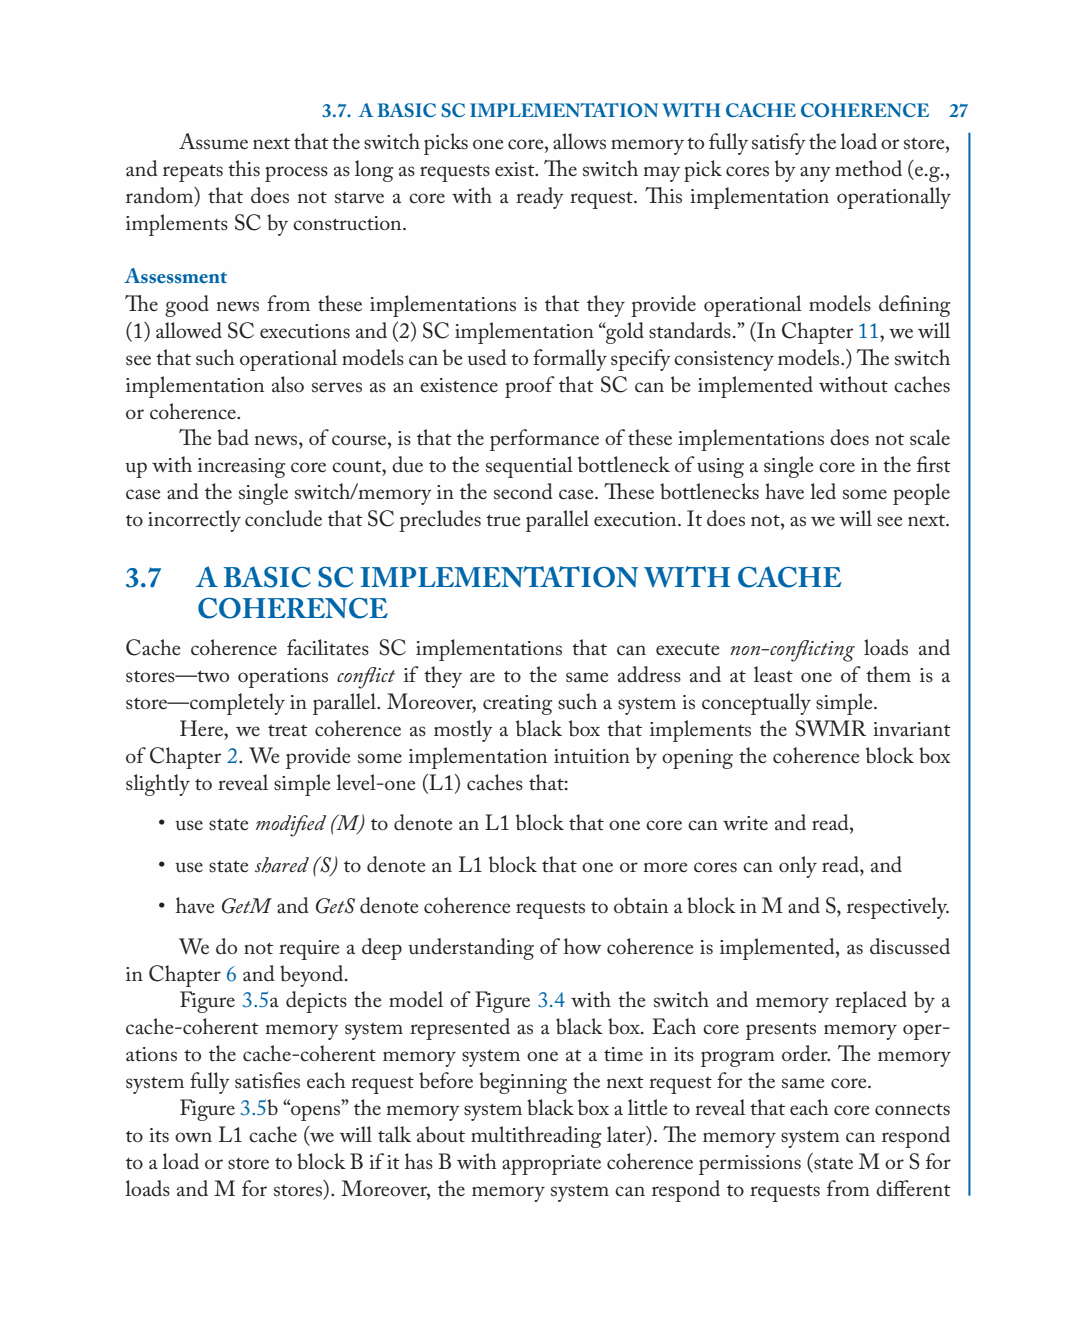 3.7. A BASIC SC IMPLEMENTATION WITH CACHE COHERENCE 27
Assume next that the switch picks one core, allows memory to fully satisfy the load or store,
and repeats this process as long as requests exist. The switch may pick cores by any method (e.g.,
random) that does not starve a core with a ready request. This implementation operationally
implements SC by construction.
Assessment
The good news from these implementations is that they provide operational models defining
(1) allowed SC executions and (2) SC implementation “gold standards.” (In Chapter 11, we will
see that such operational models can be used to formally specify consistency models.) The switch
implementation also serves as an existence proof that SC can be implemented without caches
or coherence.
The bad news, of course, is that the performance of these implementations does not scale
up with increasing core count, due to the sequential bottleneck of using a single core in the first
case and the single switch/memory in the second case. These bottlenecks have led some people
to incorrectly conclude that SC precludes true parallel execution. It does not, as we will see next.
3.7 A BASIC SC IMPLEMENTATION WITH CACHE
COHERENCE
Cache coherence facilitates SC implementations that can execute non-conflicting loads and
stores—two operations conflict if they are to the same address and at least one of them is a
store—completely in parallel. Moreover, creating such a system is conceptually simple.
Here, we treat coherence as mostly a black box that implements the SWMR invariant
of Chapter 2. We provide some implementation intuition by opening the coherence block box
slightly to reveal simple level-one (L1) caches that:
• use state modified (M) to denote an L1 block that one core can write and read,
• use state shared (S) to denote an L1 block that one or more cores can only read, and
• have GetM and GetS denote coherence requests to obtain a block in M and S, respectively.
We do not require a deep understanding of how coherence is implemented, as discussed
in Chapter 6 and beyond.
Figure 3.5a depicts the model of Figure 3.4 with the switch and memory replaced by a
cache-coherent memory system represented as a black box. Each core presents memory oper-
ations to the cache-coherent memory system one at a time in its program order. The memory
system fully satisfies each request before beginning the next request for the same core.
Figure 3.5b “opens” the memory system black box a little to reveal that each core connects
to its own L1 cache (we will talk about multithreading later). The memory system can respond
to a load or store to block B if it has B with appropriate coherence permissions (state M or S for
loads and M for stores). Moreover, the memory system can respond to requests from different